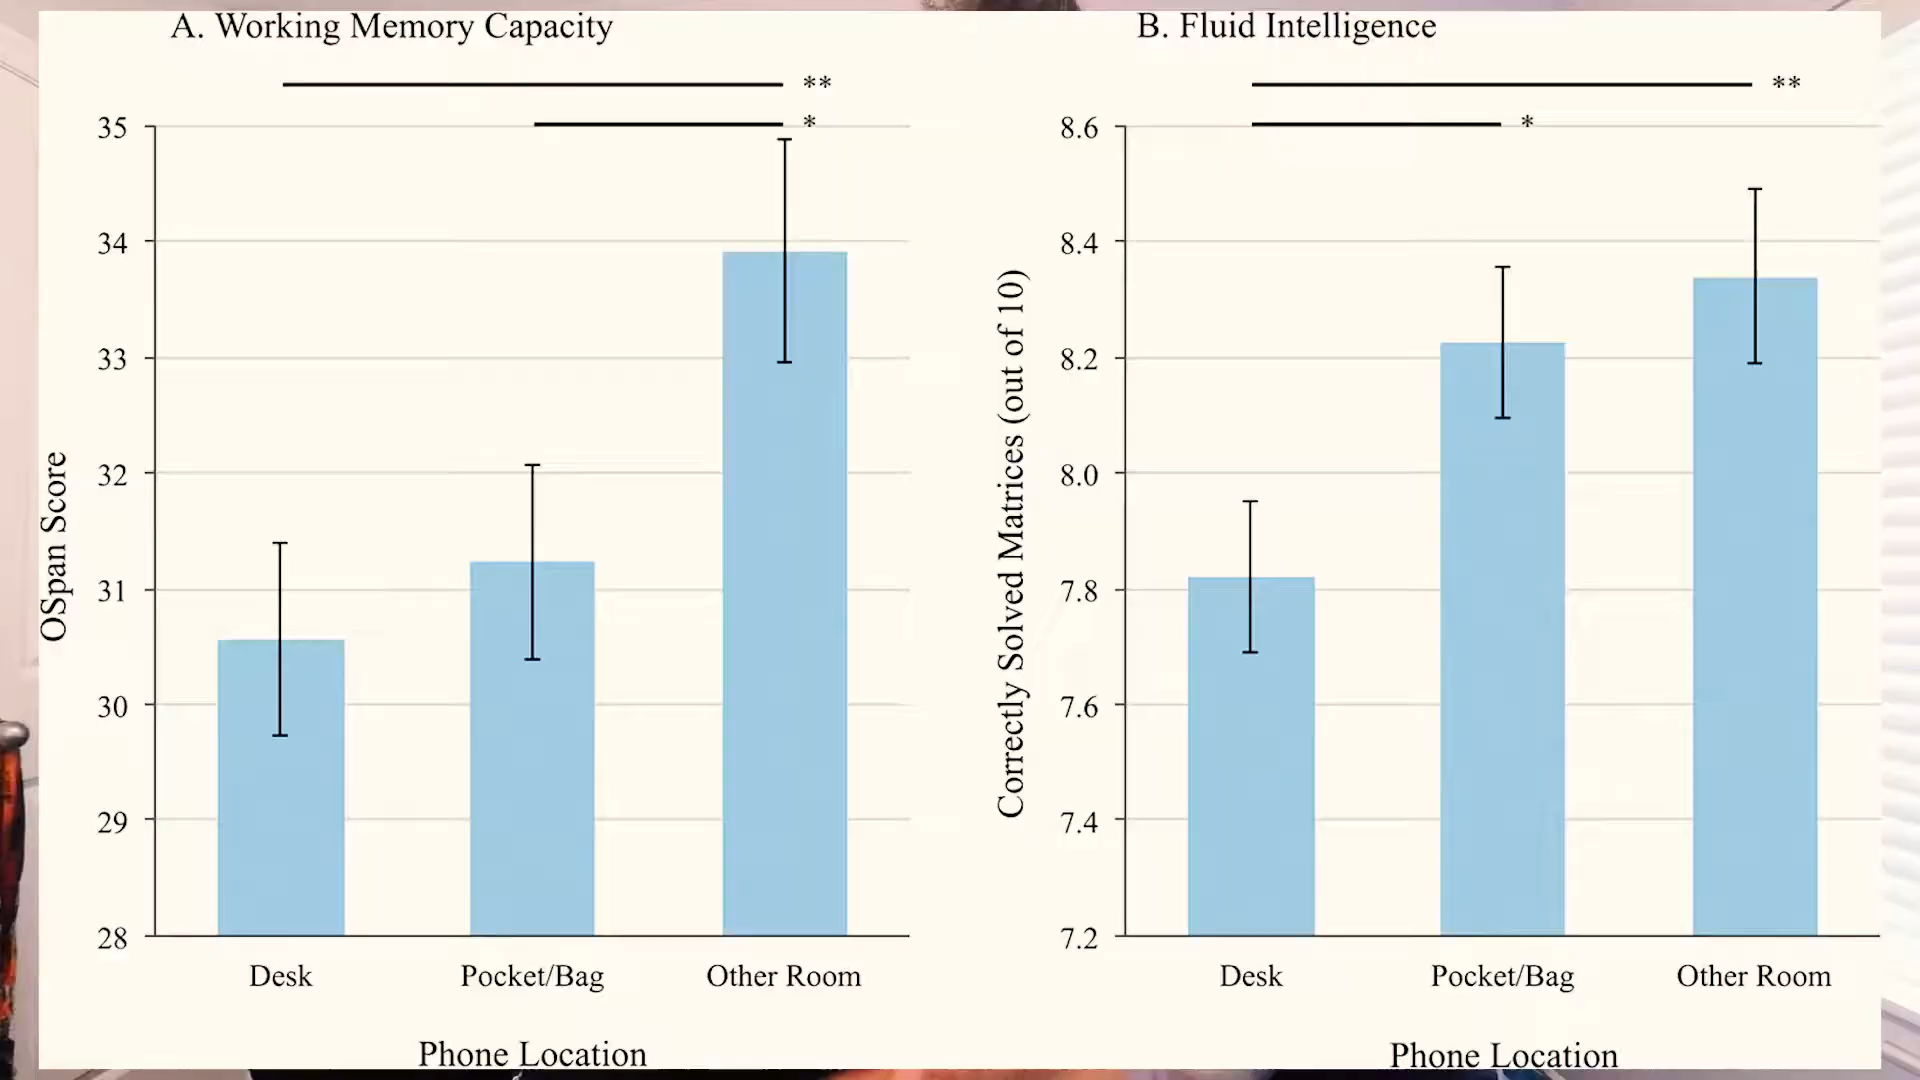 A. Working Memory Capacity
**
*
35
34
33
32
31
30
29
28
OSpan Score
Desk
Pocket/Bag
Other Room
Phone Location
B. Fluid Intelligence
**
*
8.6
8.4
8.2
8.0
7.8
7.6
7.4
7.2
Correctly Solved Matrices (out of 10)
Desk
Pocket/Bag
Other Room
Phone Location